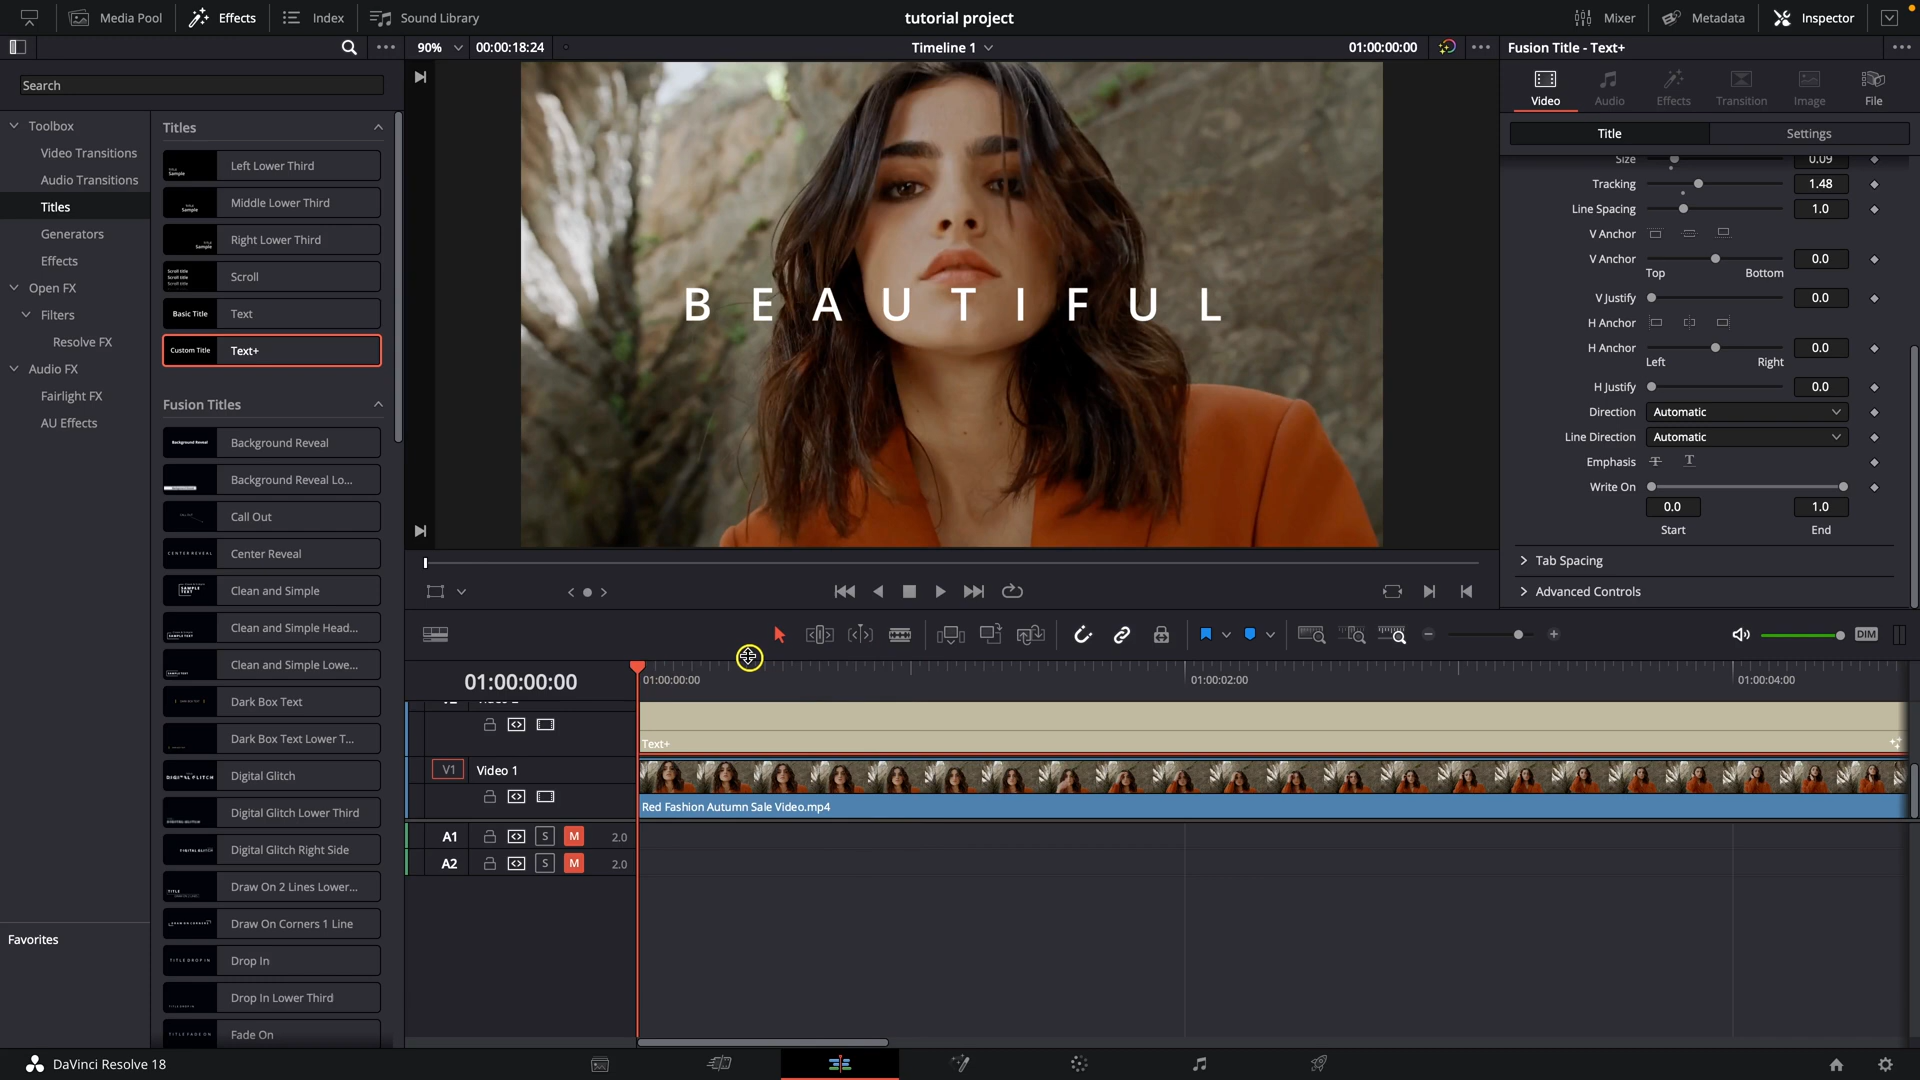 Media Pool
Effects
Index
Sound Library
tutorial project
Mixer
Metadata
Inspector
90%
00:00:18:24
Timeline 1
01:00:00:00
Fusion Title - Text+
Search
Toolbox
Video Transitions
Audio Transitions
Titles
Generators
Effects
Open FX
Filters
Resolve FX
Audio FX
Fairlight FX
AU Effects
Favorites
Titles
Left Lower Third
Middle Lower Third
Right Lower Third
Scroll
Basic Title
Text
Custom Title
Text+
Fusion Titles
Background Reveal
Background Reveal Lo...
Call Out
Center Reveal
Clean and Simple
Clean and Simple Head...
Clean and Simple Lowe...
Dark Box Text
Dark Box Text Lower T...
Digital Glitch
Digital Glitch Lower Third
Digital Glitch Right Side
Draw On 2 Lines Lower...
Draw On Corners 1 Line
Drop In
Drop In Lower Third
Fade On
BEAUTIFUL
Video
Audio
Effects
Transition
Image
File
Title
Settings
Size
0.09
Tracking
1.48
Line Spacing
1.0
V Anchor
V Anchor
0.0
Top
Bottom
V Justify
0.0
H Anchor
H Anchor
0.0
Left
Right
H Justify
0.0
Direction
Automatic
Line Direction
Automatic
Emphasis
Write On
0.0
1.0
Start
End
Tab Spacing
Advanced Controls
DIM
01:00:00:00
01:00:00:00
01:00:02:00
01:00:04:00
Text+
V1
Video 1
Red Fashion Autumn Sale Video.mp4
A1
S
M
2.0
A2
S
M
2.0
DaVinci Resolve 18